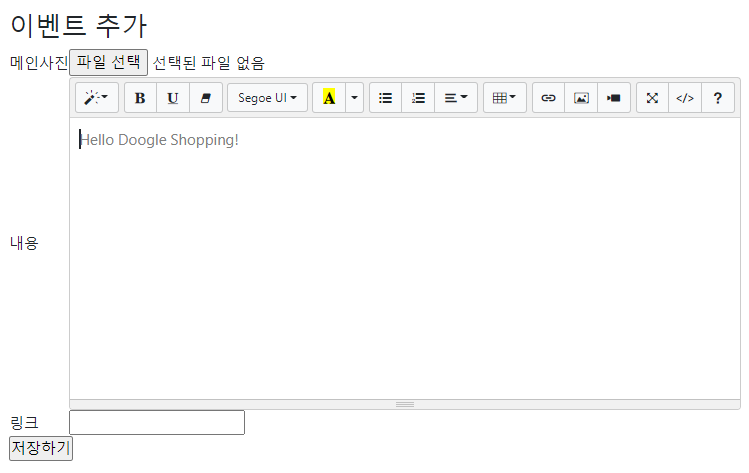 이벤트 추가
메인사진 파일 선택 선택된 파일 없음
B U Segoe UI A </> ?
Hello Doogle Shopping!
내용
링크
저장하기